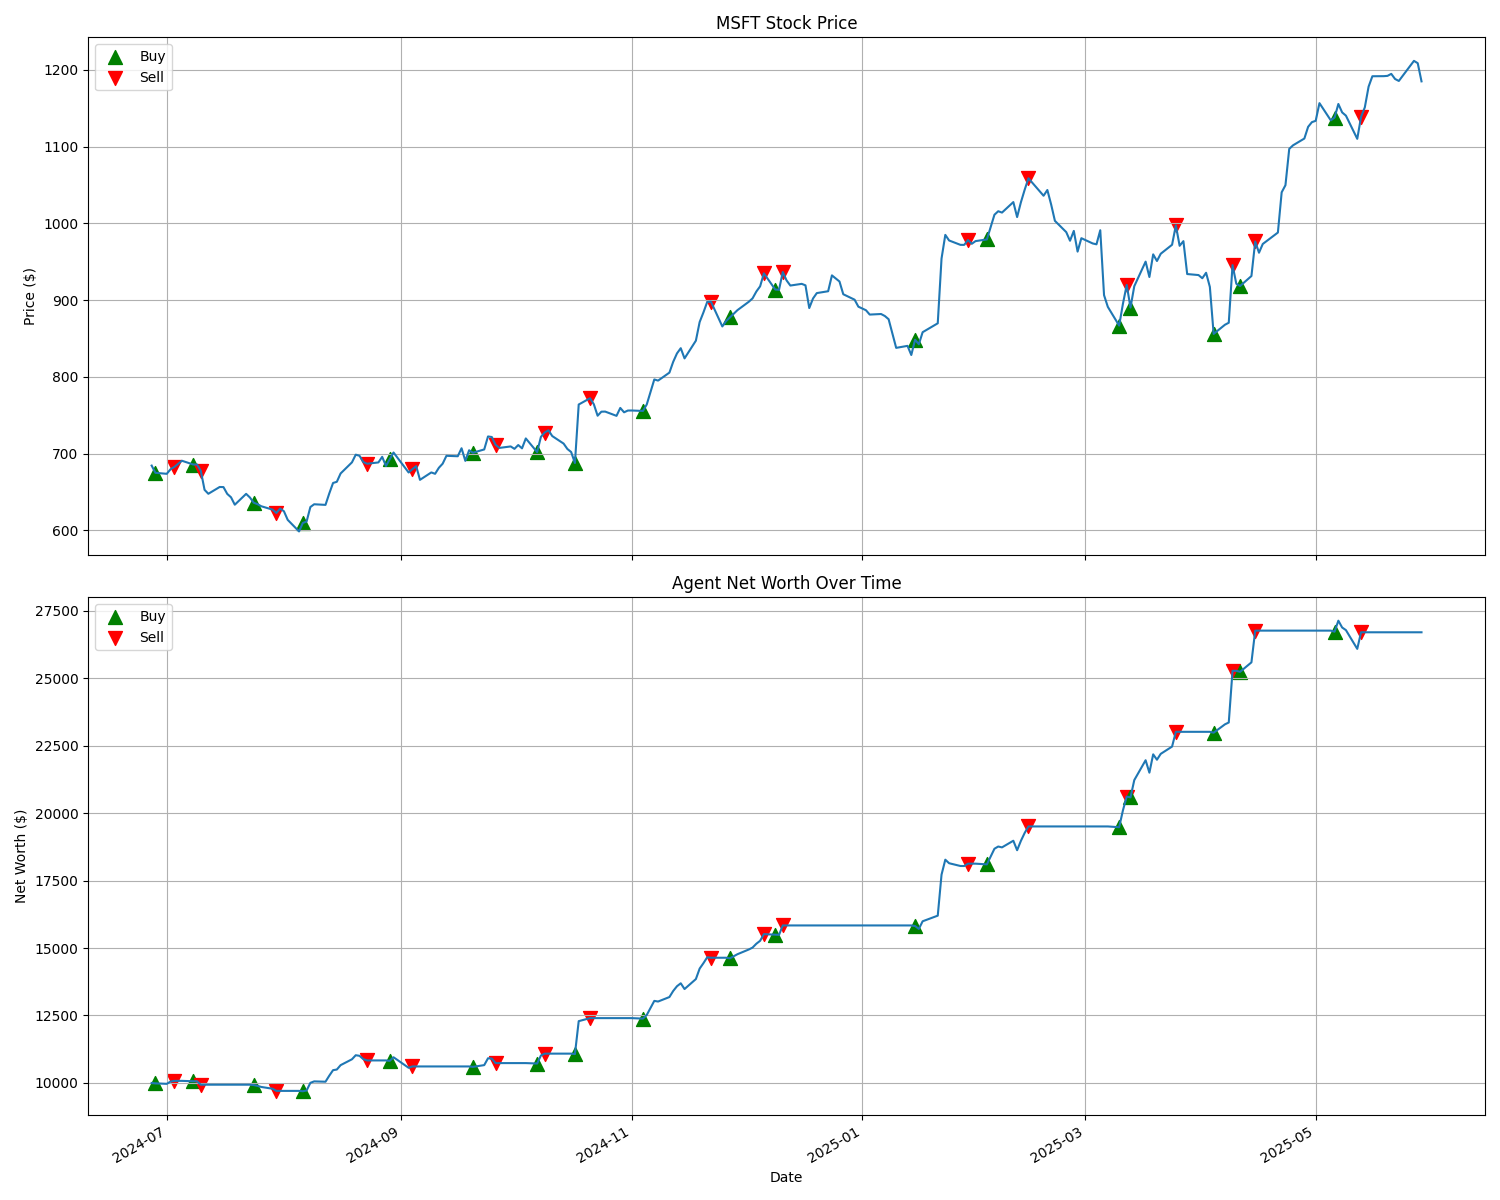 MSFT Stock Price
Buy
Sell
1200
1100
1000
900
800
700
600
Price ($)
Agent Net Worth Over Time
Buy
Sell
27500
25000
22500
20000
17500
15000
12500
10000
Net Worth ($)
2024-07
2024-09
2024-11
2025-01
2025-03
2025-05
Date